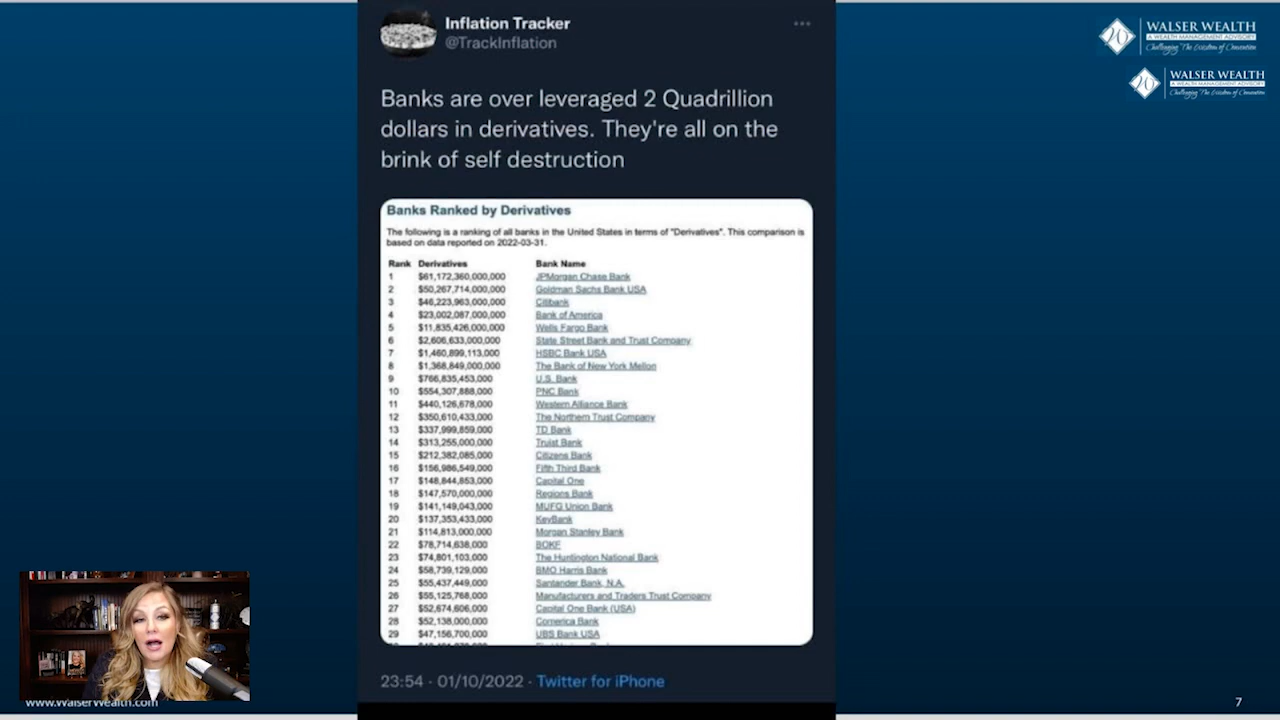 Inflation Tracker
@TrackInflation
WALSER WEALTH
A WEALTH MANAGEMENT ADVISORY
Challenging The Wisdom of Convention
WALSER WEALTH
A WEALTH MANAGEMENT ADVISORY
Challenging The Wisdom of Convention
Banks are over leveraged 2 Quadrillion
dollars in derivatives. They're all on the
brink of self destruction
Banks Ranked by Derivatives
The following is a ranking of all banks in the United States in terms of "Derivatives". This comparison is
based on data reported on 2022-03-31.
Rank Derivatives Bank Name
1 $61,172,360,000,000 JPMorgan Chase Bank
2 $50,267,714,000,000 Goldman Sachs Bank USA
3 $46,223,963,000,000 Citibank
4 $23,002,087,000,000 Bank of America
5 $11,835,426,000,000 Wells Fargo Bank
6 $2,606,633,000,000 State Street Bank and Trust Company
7 $1,460,899,113,000 HSBC Bank USA
8 $1,368,849,000,000 The Bank of New York Mellon
9 $766,835,453,000 U.S. Bank
10 $554,307,888,000 PNC Bank
11 $440,126,678,000 Western Alliance Bank
12 $350,610,433,000 The Northern Trust Company
13 $337,999,859,000 TD Bank
14 $313,255,000,000 Truist Bank
15 $212,382,085,000 Citizens Bank
16 $156,986,549,000 Fifth Third Bank
17 $148,844,853,000 Capital One
18 $147,570,000,000 Regions Bank
19 $141,149,043,000 MUFG Union Bank
20 $137,353,433,000 KeyBank
21 $114,813,000,000 Morgan Stanley Bank
22 $78,714,638,000 BOKF
23 $74,801,103,000 The Huntington National Bank
24 $58,739,129,000 BMO Harris Bank
25 $55,437,449,000 Santander Bank, N.A.
26 $55,125,768,000 Manufacturers and Traders Trust Company
27 $52,674,606,000 Capital One Bank (USA)
28 $52,138,000,000 Comerica Bank
29 $47,156,700,000 UBS Bank USA
23:54 · 01/10/2022 · Twitter for iPhone
www.WalserWealth.com
7